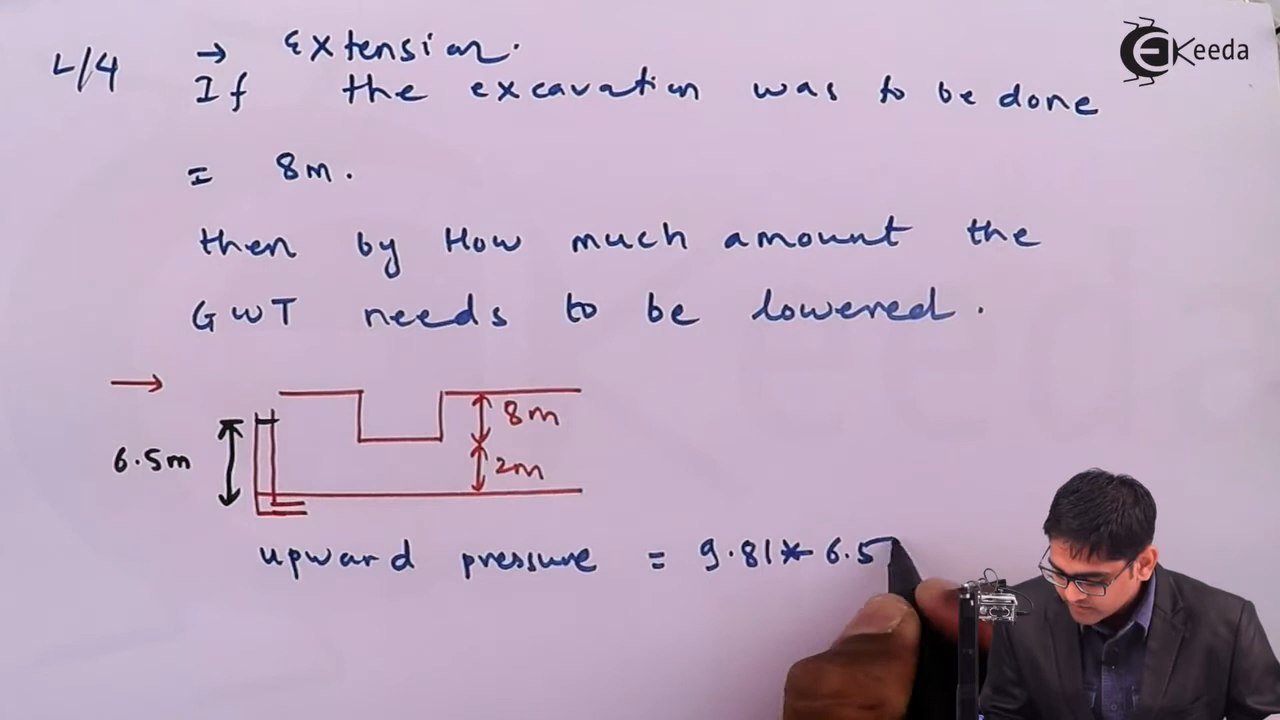 L/4 → Extension.
If the excavation was to be done
= 8m.
then by How much amount the
GWT needs to be lowered.
→
8m
6.5m
2m
upward pressure = 9.81* 6.5
Ekeeda